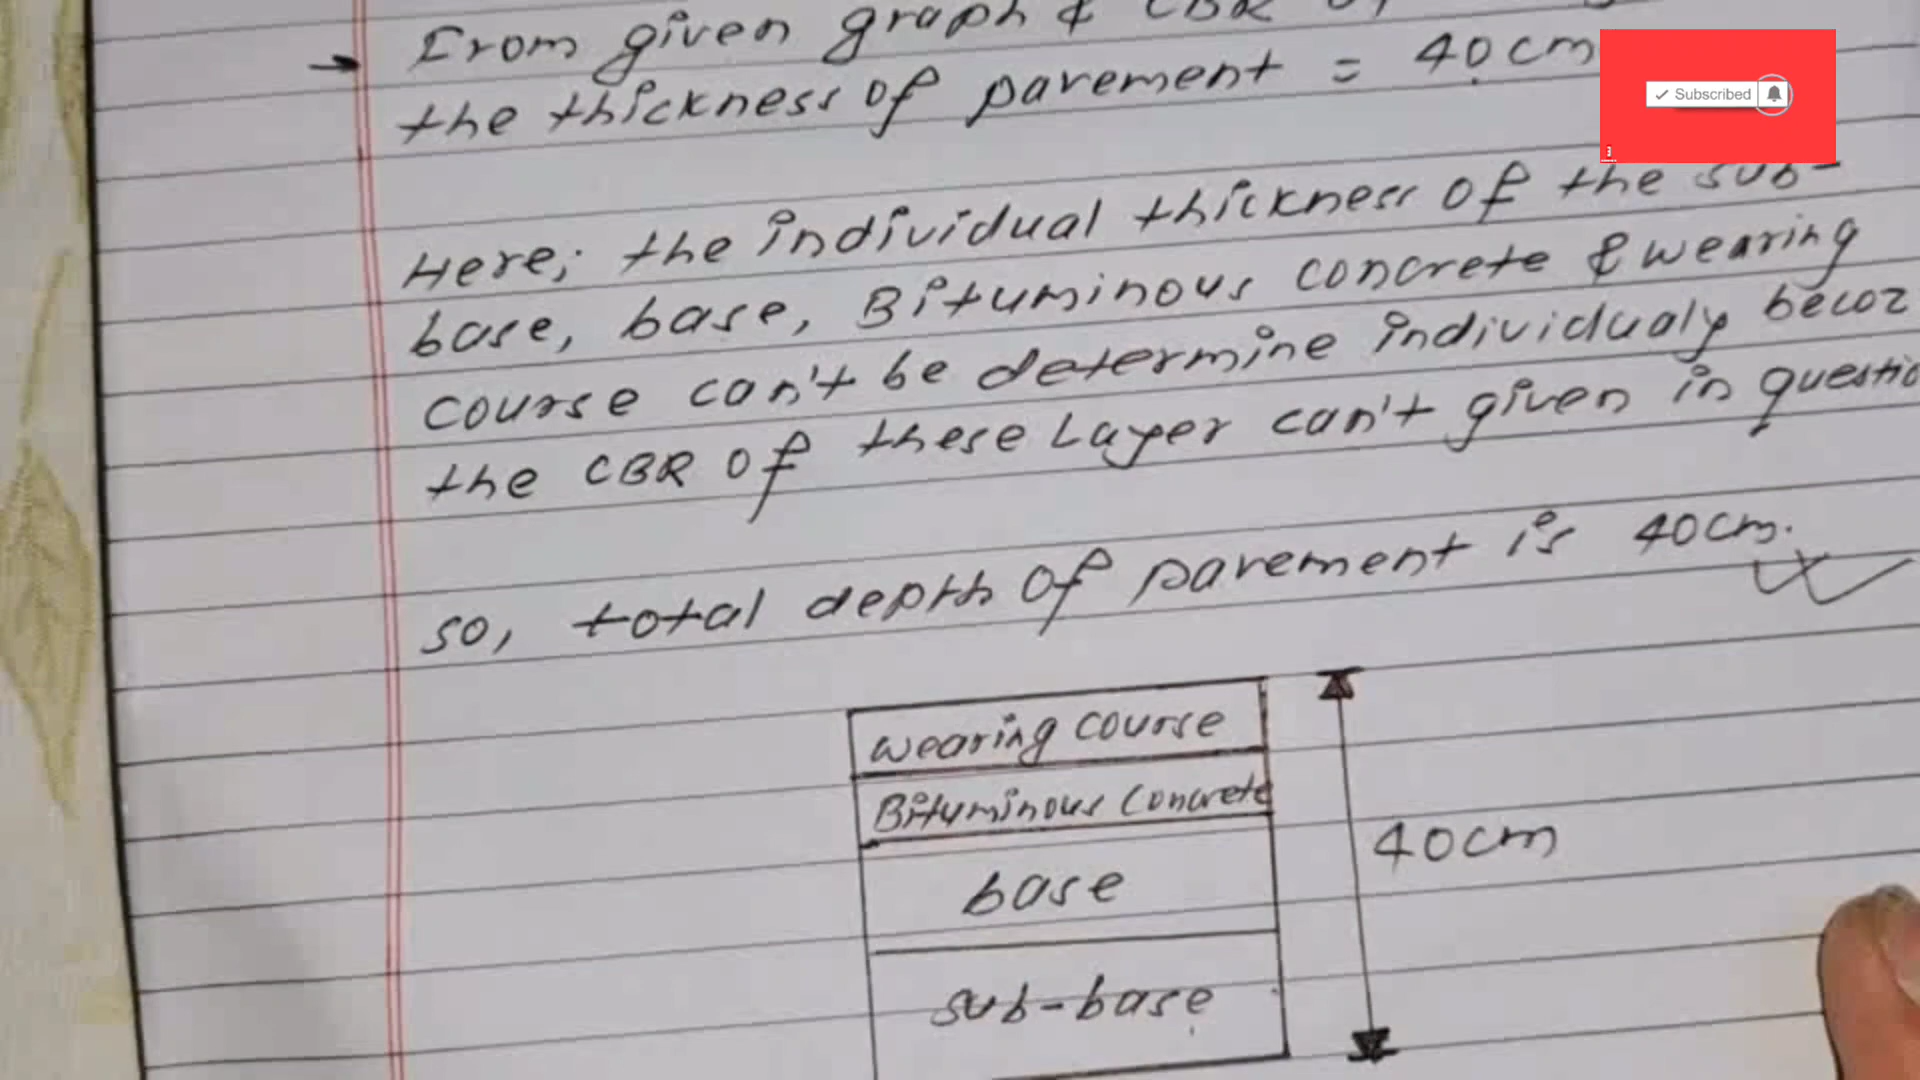 → From given graph & CBR of
the thickness of pavement = 40cm
✓ Subscribed
Here; the individual thickness of the sub-
base, base, Bituminous concrete & wearing
course can't be determine individualy becoz
the CBR of these Layer can't given in questio
so, total depth of pavement is 40cm.
wearing course
Bituminous Concrete
base
sub-base
40cm